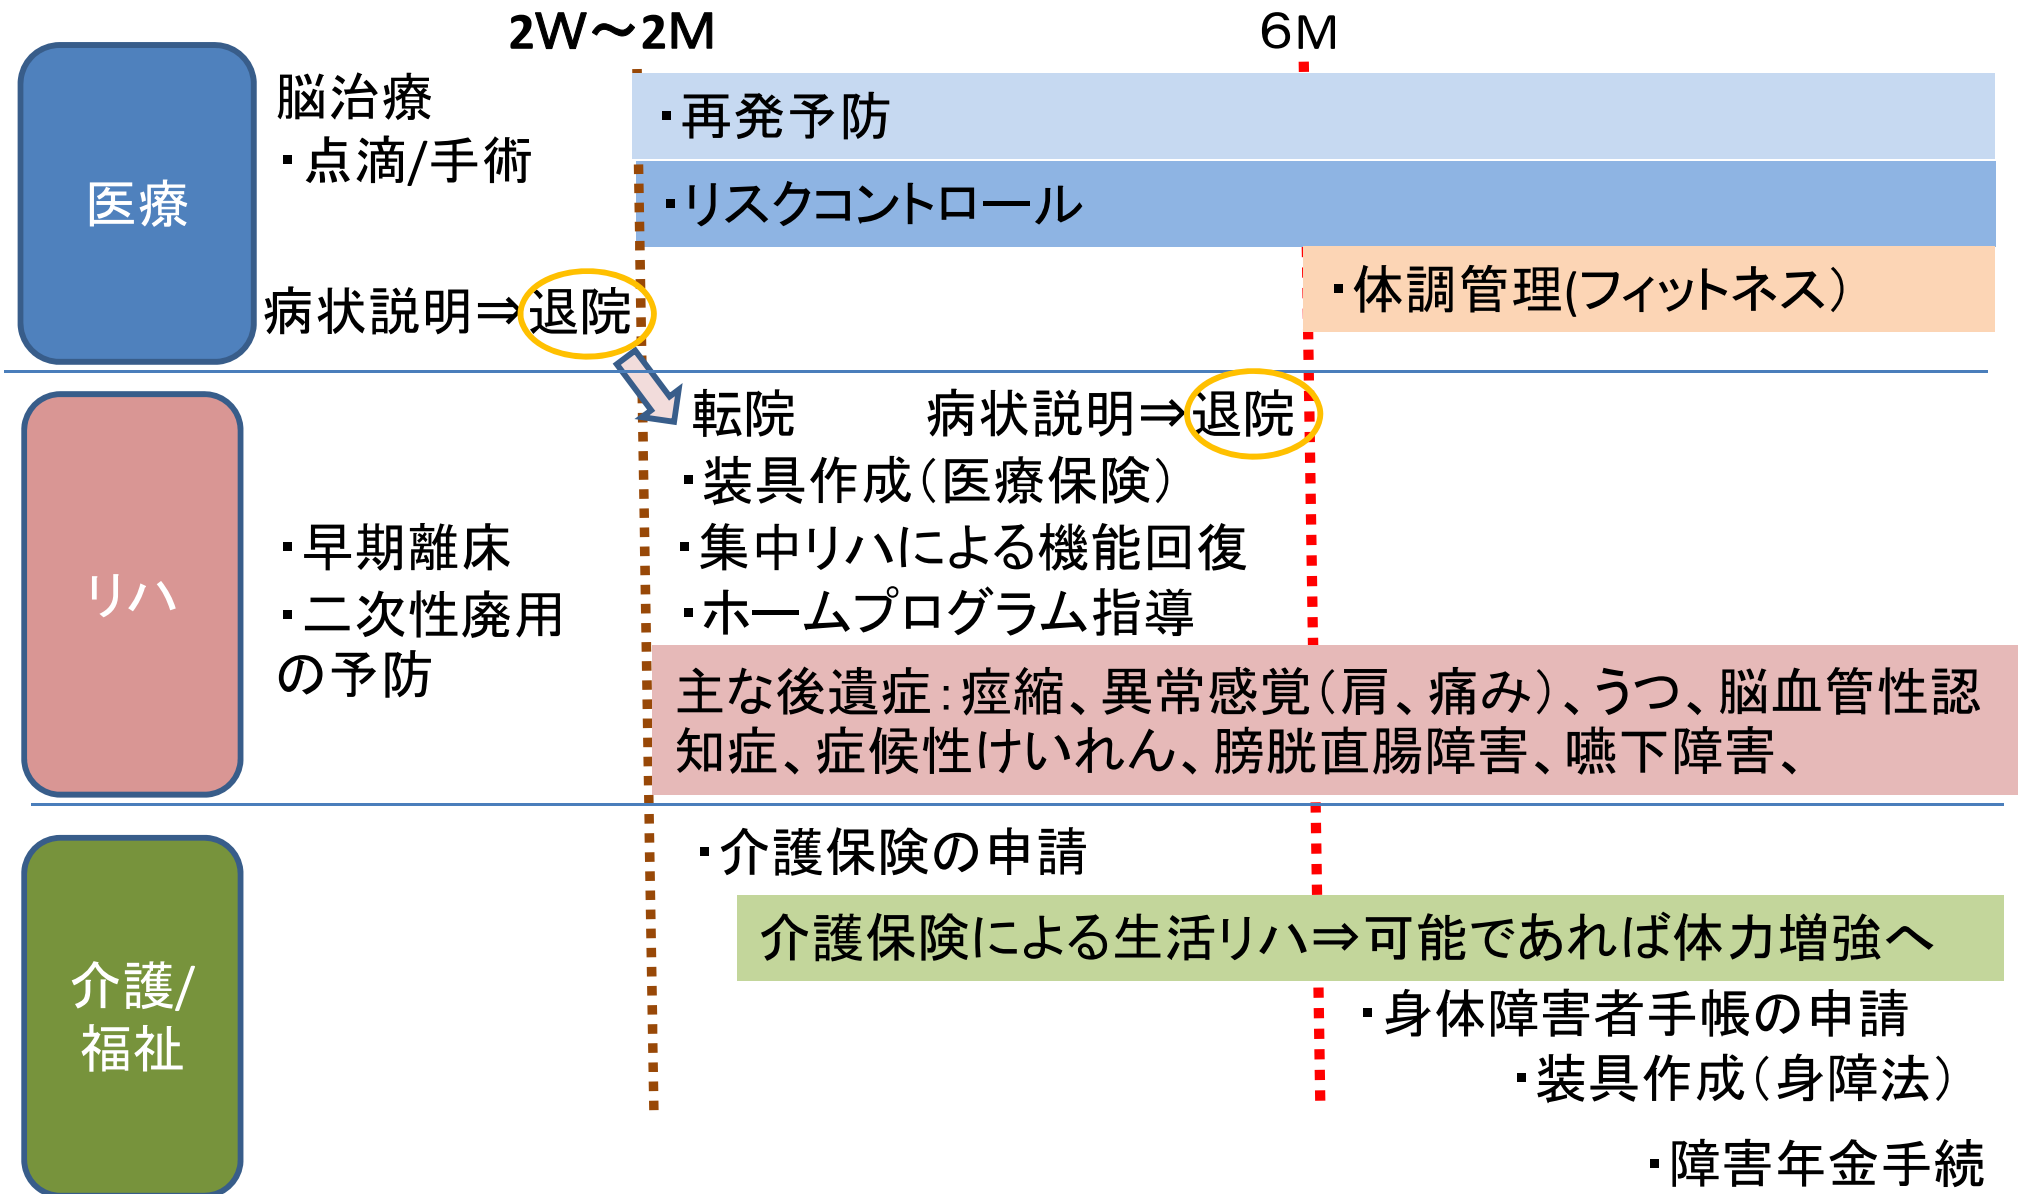 2W～2M
6M
医療
脳治療
・点滴/手術
病状説明⇒退院
・再発予防
・リスクコントロール
・体調管理(フィットネス）
リハ
・早期離床
・二次性廃用
の予防
転院 病状説明⇒退院
・装具作成（医療保険）
・集中リハによる機能回復
・ホームプログラム指導
主な後遺症：痙縮、異常感覚（肩、痛み）、うつ、脳血管性認
知症、症候性けいれん、膀胱直腸障害、嚥下障害、
介護/
福祉
・介護保険の申請
介護保険による生活リハ⇒可能であれば体力増強へ
・身体障害者手帳の申請
・装具作成（身障法）
・障害年金手続